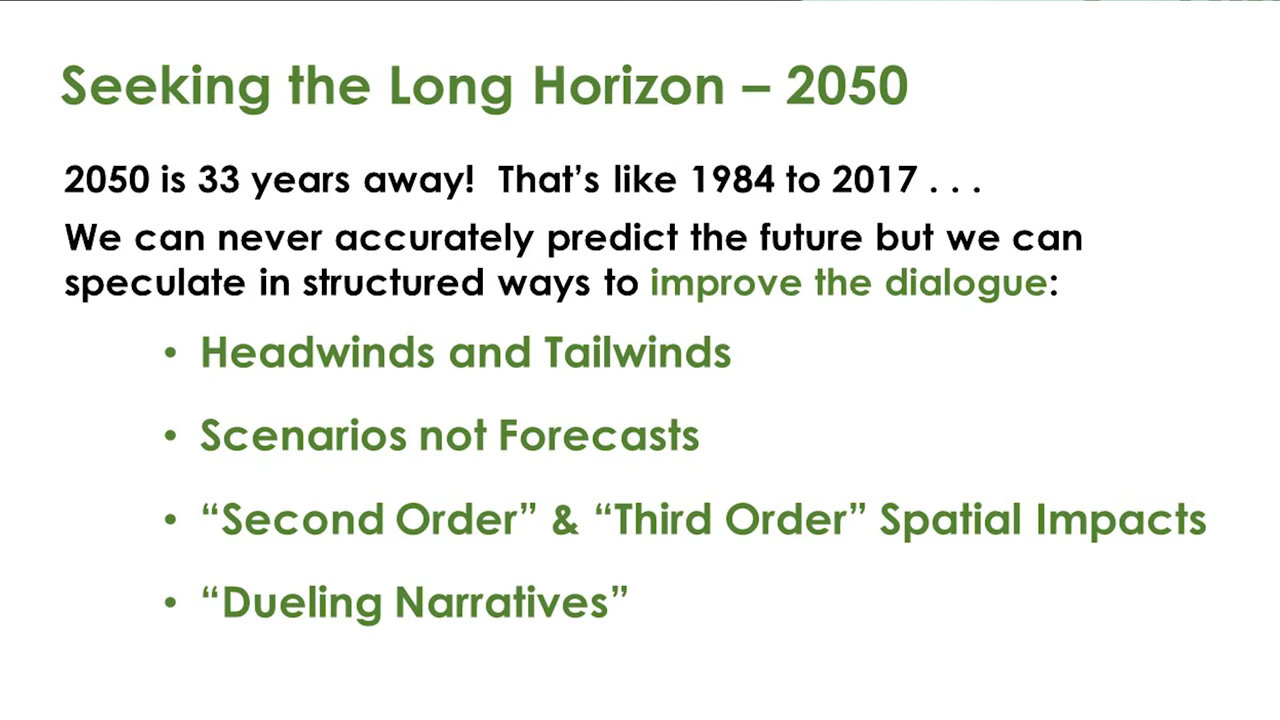 Seeking the Long Horizon – 2050
2050 is 33 years away!  That’s like 1984 to 2017 . . .
We can never accurately predict the future but we can
speculate in structured ways to improve the dialogue:
• Headwinds and Tailwinds
• Scenarios not Forecasts
• “Second Order” & “Third Order” Spatial Impacts
• “Dueling Narratives”